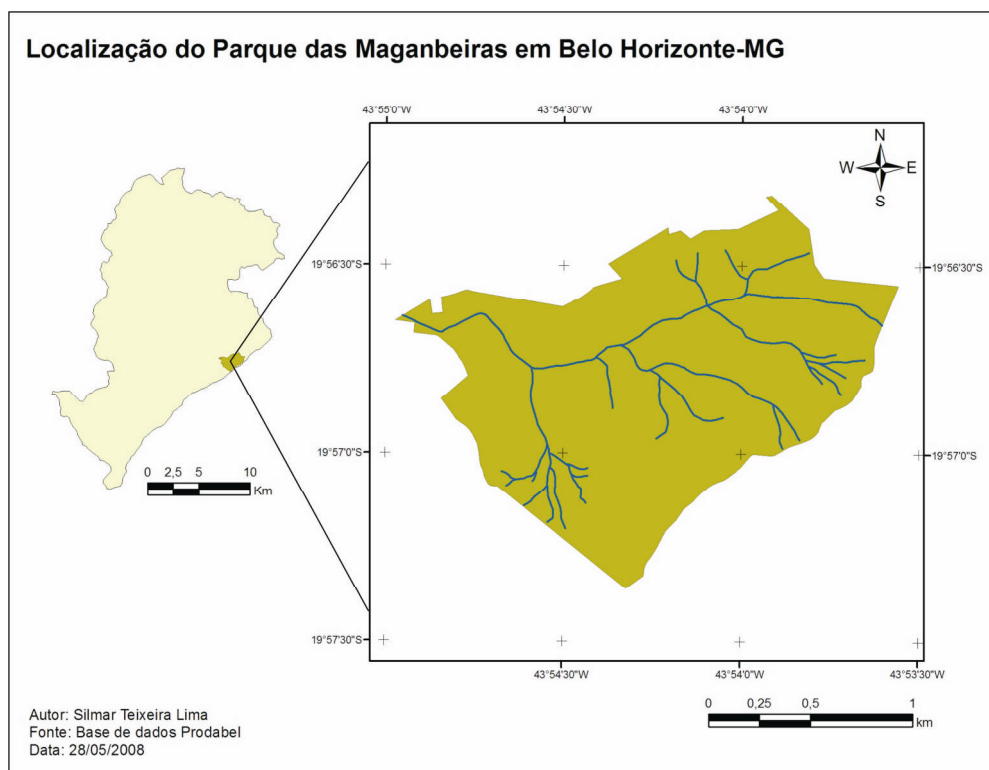 Localização do Parque das Maganbeiras em Belo Horizonte-MG
43°55'0"W 43°54'30"W 43°54'0"W
N
W E
S
19°56'30"S 19°56'30"S
19°57'0"S 19°57'0"S
0 2,5 5 10
Km
19°57'30"S
43°54'30"W 43°54'0"W 43°53'30"W
0 0,25 0,5 1
km
Autor: Silmar Teixeira Lima
Fonte: Base de dados Prodabel
Data: 28/05/2008